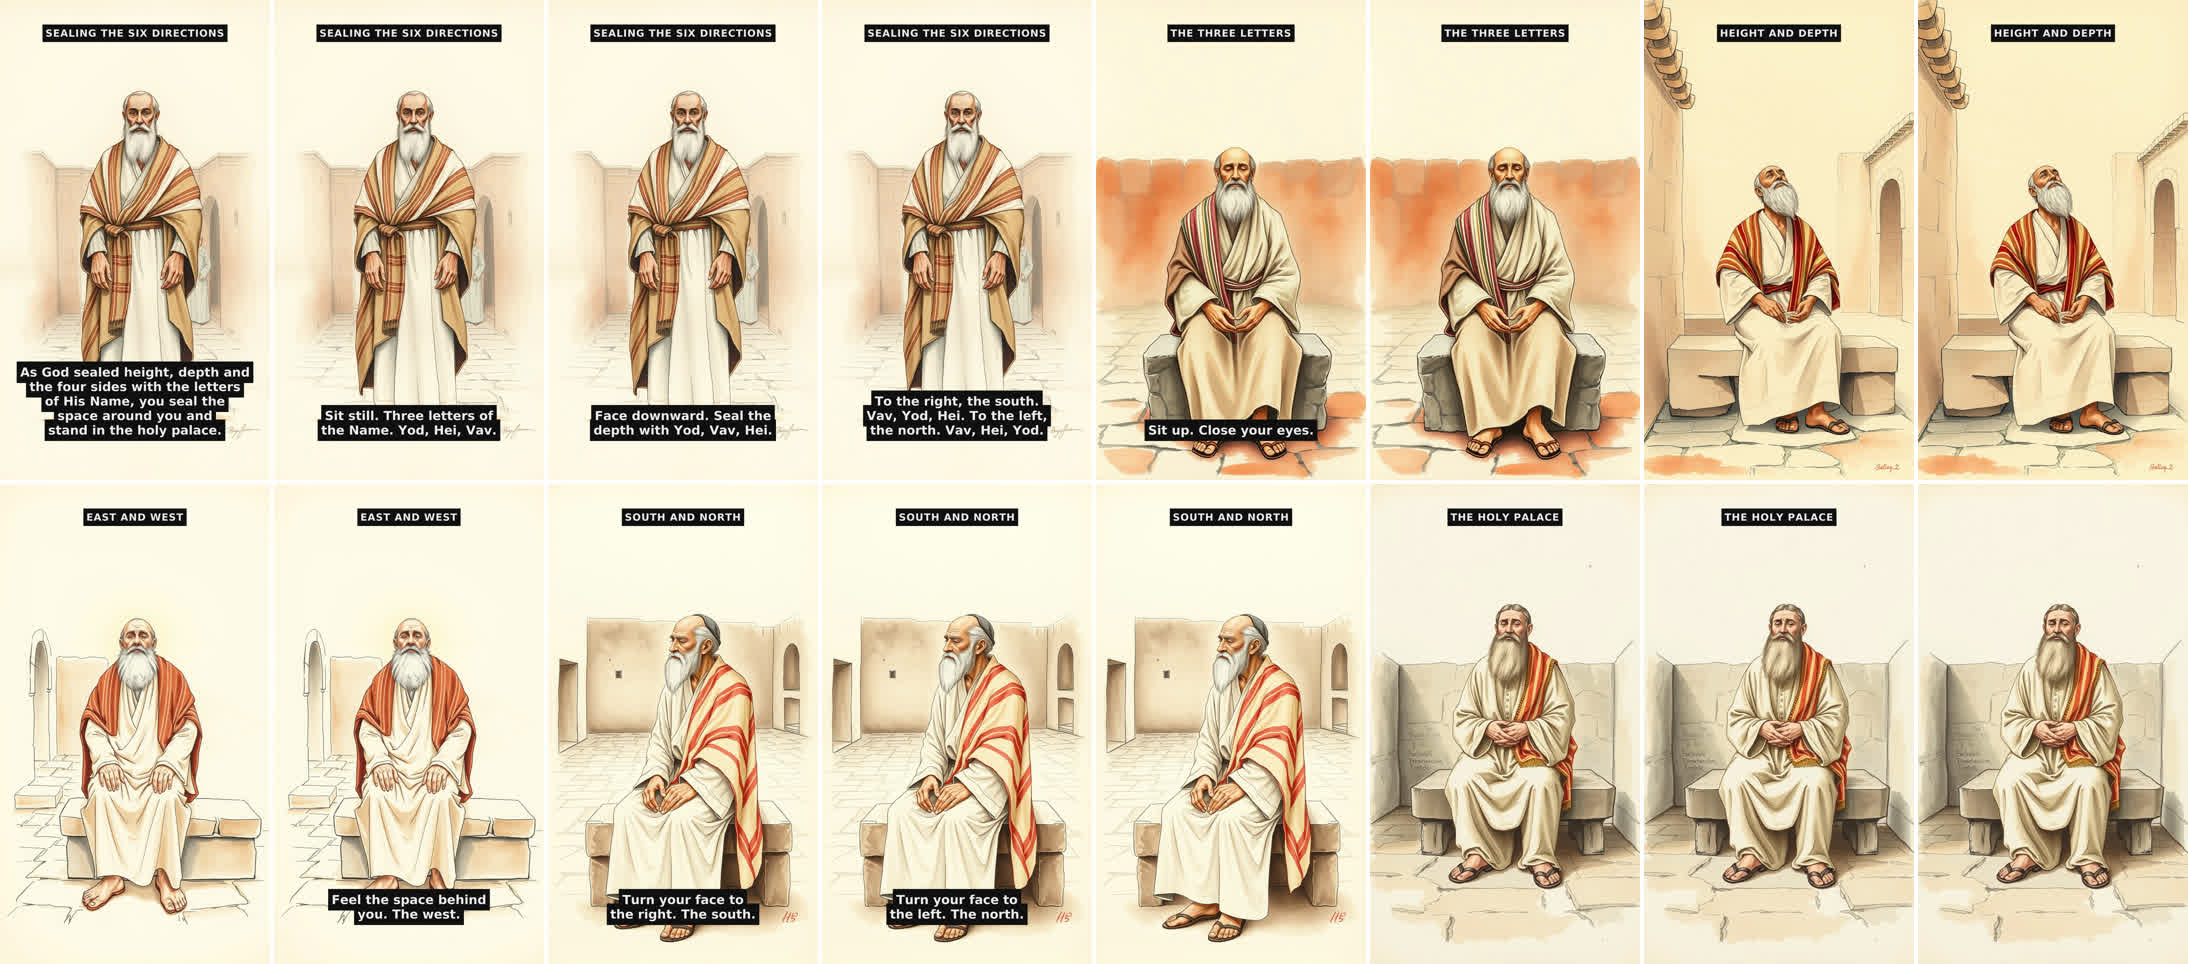 SEALING THE SIX DIRECTIONS
As God sealed height, depth and
the four sides with the letters
of His Name, you seal the
space around you and
stand in the holy palace.
SEALING THE SIX DIRECTIONS
Sit still. Three letters of
the Name. Yod, Hei, Vav.
SEALING THE SIX DIRECTIONS
Face downward. Seal the
depth with Yod, Vav, Hei.
SEALING THE SIX DIRECTIONS
To the right, the south.
Vav, Yod, Hei. To the left,
the north. Vav, Hei, Yod.
THE THREE LETTERS
Sit up. Close your eyes.
THE THREE LETTERS
HEIGHT AND DEPTH
HEIGHT AND DEPTH
EAST AND WEST
EAST AND WEST
Feel the space behind
you. The west.
SOUTH AND NORTH
Turn your face to
the right. The south.
SOUTH AND NORTH
Turn your face to
the left. The north.
SOUTH AND NORTH
THE HOLY PALACE
THE HOLY PALACE